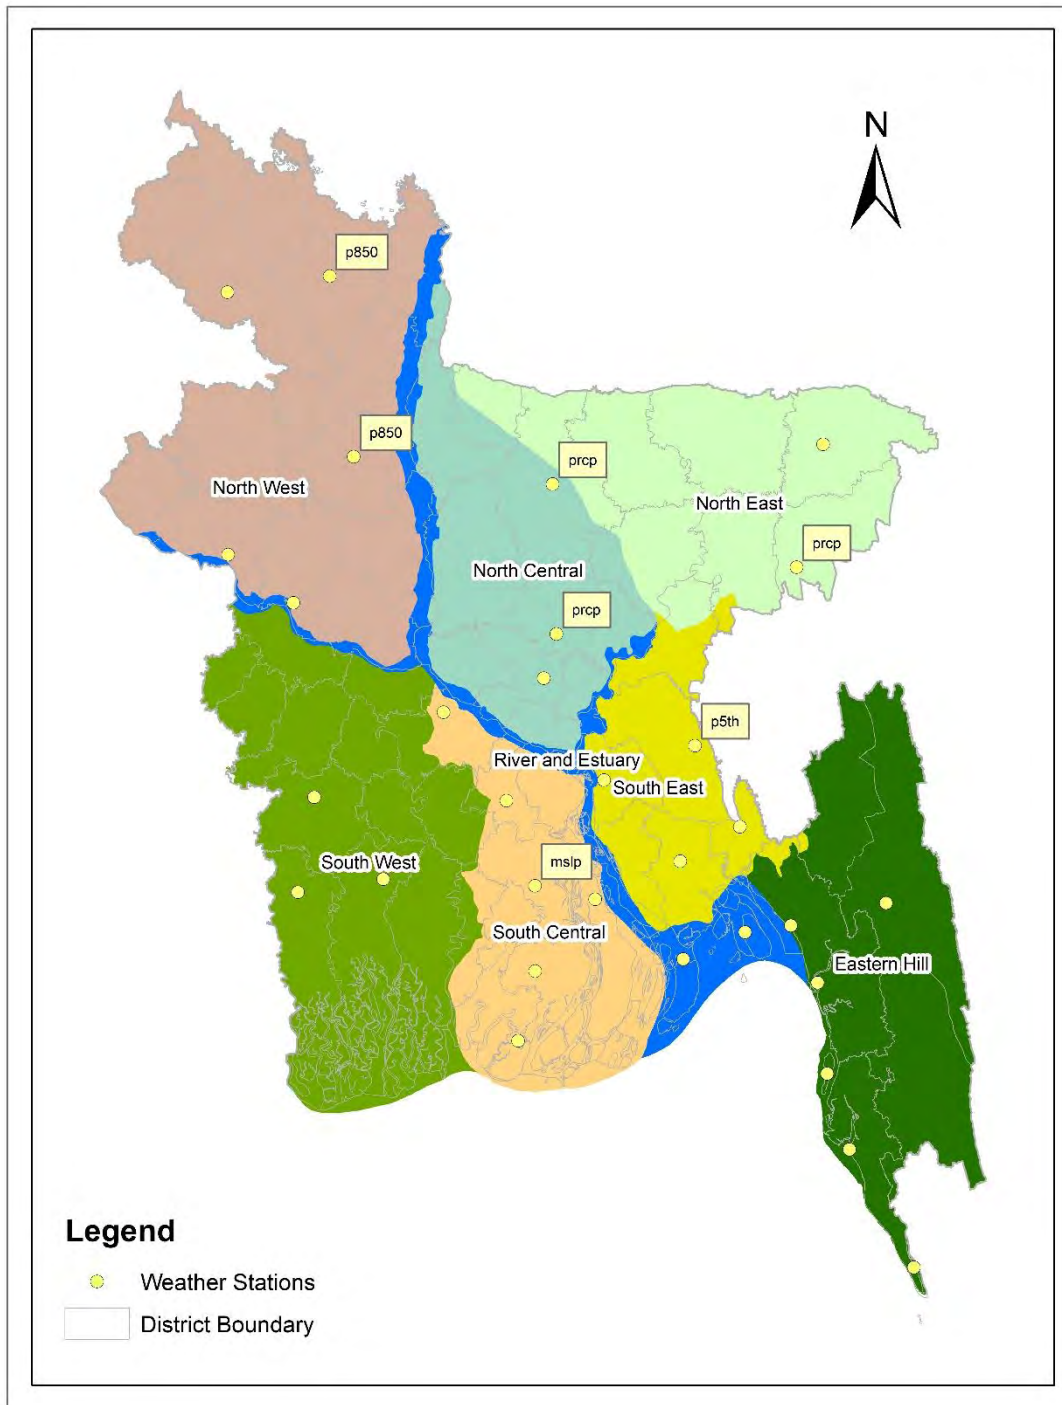 N
p850
p850
prcp
North West
North East
prcp
North Central
prcp
p5th
River and Estuary
South East
mslp
South West
South Central
Eastern Hill
Legend
Weather Stations
District Boundary